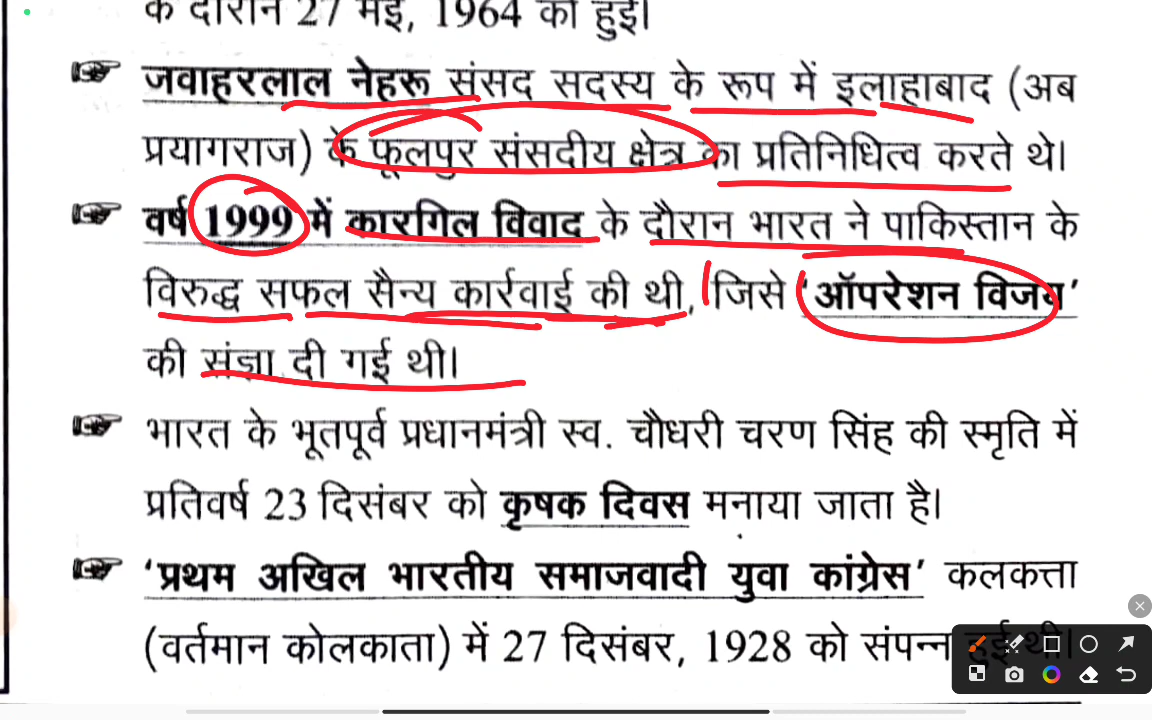 के दौरान 27 मई, 1964 को हुई।
☞ जवाहरलाल नेहरू संसद सदस्य के रूप में इलाहाबाद (अब
प्रयागराज) के फूलपुर संसदीय क्षेत्र का प्रतिनिधित्व करते थे।
☞ वर्ष 1999 में कारगिल विवाद के दौरान भारत ने पाकिस्तान के
विरुद्ध सफल सैन्य कार्रवाई की थी, जिसे 'ऑपरेशन विजय'
की संज्ञा दी गई थी।
☞ भारत के भूतपूर्व प्रधानमंत्री स्व. चौधरी चरण सिंह की स्मृति में
प्रतिवर्ष 23 दिसंबर को कृषक दिवस मनाया जाता है।
☞ 'प्रथम अखिल भारतीय समाजवादी युवा कांग्रेस' कलकत्ता
(वर्तमान कोलकाता) में 27 दिसंबर, 1928 को संपन्न हुई थी।